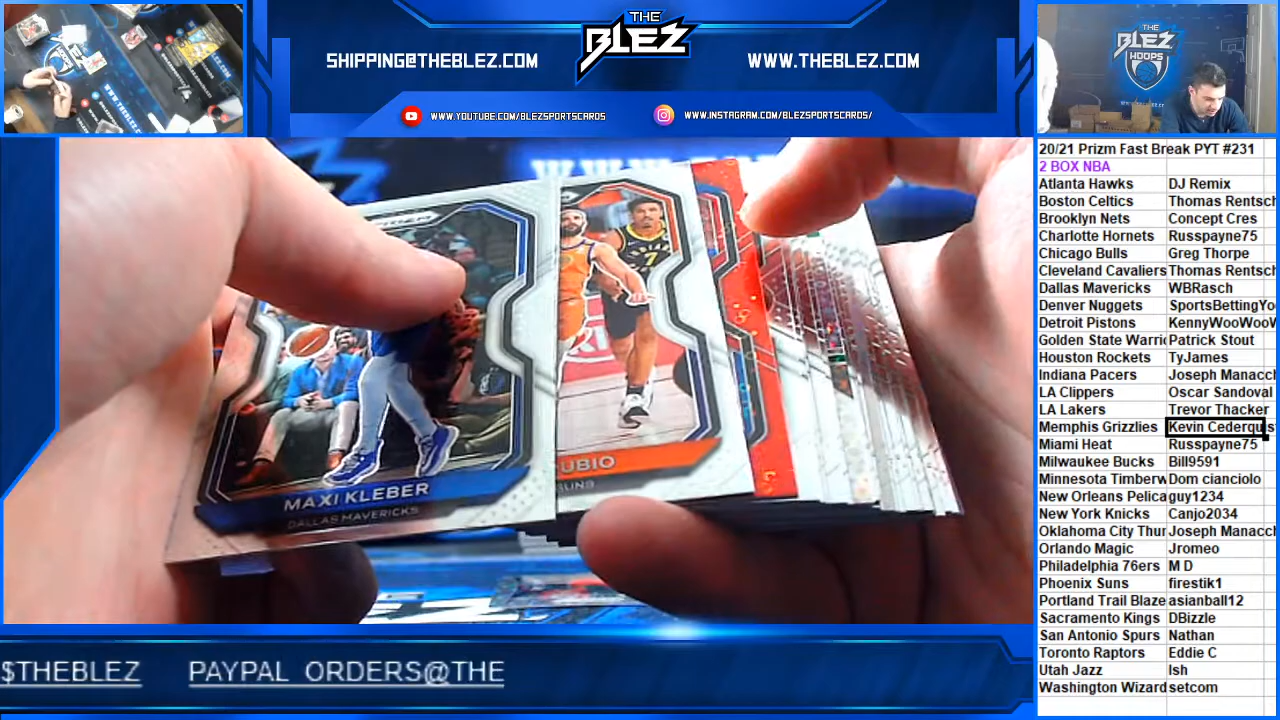 THE
BLEZ
SHIPPING@THEBLEZ.COM
WWW.THEBLEZ.COM
WWW.YOUTUBE.COM/BLEZSPORTSCARDS
WWW.INSTAGRAM.COM/BLEZSPORTSCARDS/
THE
BLEZ
HOOPS
MAXI KLEBER
DALLAS MAVERICKS
UBIO
SUNS
7
20/21 Prizm Fast Break PYT #231
2 BOX NBA
Atlanta Hawks DJ Remix
Boston Celtics Thomas Rentsch
Brooklyn Nets Concept Cres
Charlotte Hornets Russpayne75
Chicago Bulls Greg Thorpe
Cleveland Cavaliers Thomas Rentsch
Dallas Mavericks WBRasch
Denver Nuggets SportsBettingYo
Detroit Pistons KennyWooWooW
Golden State Warric Patrick Stout
Houston Rockets TyJames
Indiana Pacers Joseph Manacch
LA Clippers Oscar Sandoval
LA Lakers Trevor Thacker
Memphis Grizzlies Kevin Cederquis
Miami Heat Russpayne75
Milwaukee Bucks Bill9591
Minnesota Timberw Dom cianciolo
New Orleans Pelica guy1234
New York Knicks Canjo2034
Oklahoma City Thur Joseph Manacch
Orlando Magic Jromeo
Philadelphia 76ers M D
Phoenix Suns firestik1
Portland Trail Blaze asianball12
Sacramento Kings DBizzle
San Antonio Spurs Nathan
Toronto Raptors Eddie C
Utah Jazz Ish
Washington Wizard setcom
$THEBLEZ PAYPAL ORDERS@THE